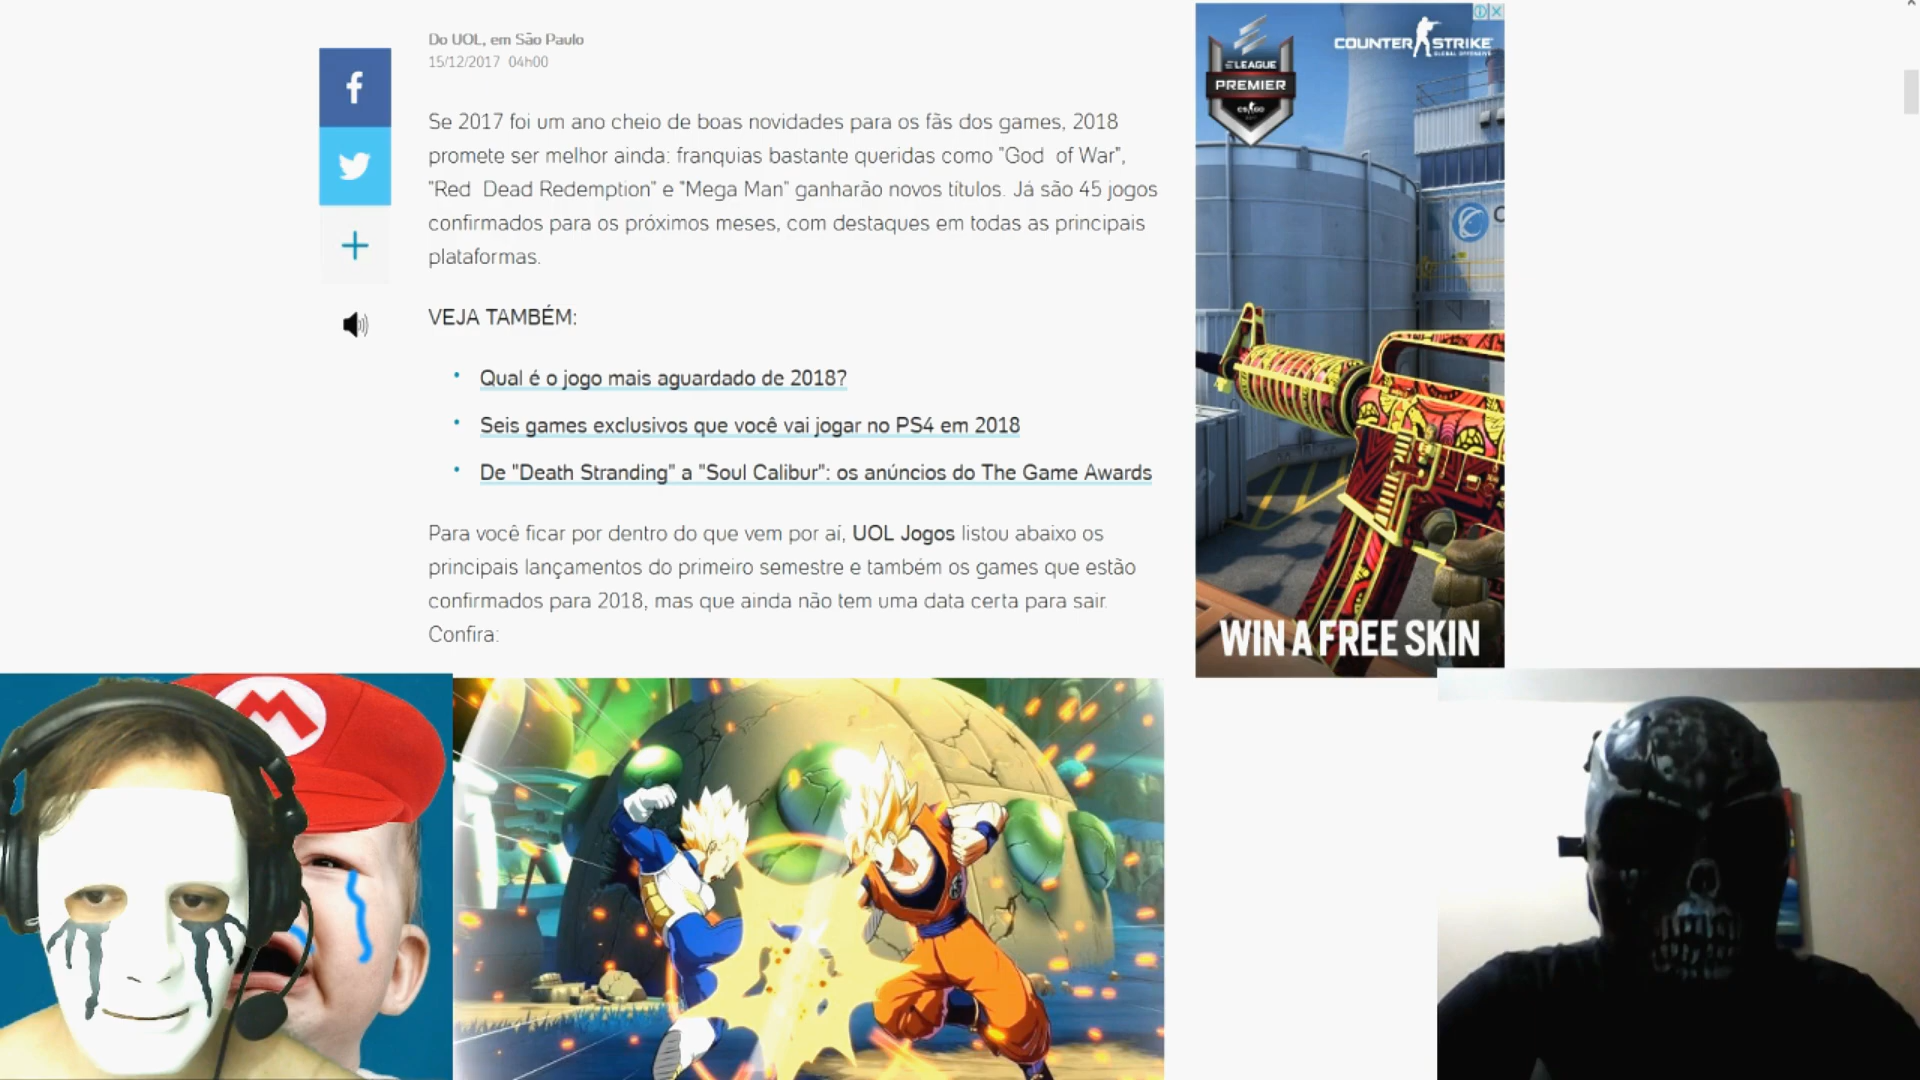 Do UOL, em São Paulo
15/12/2017 04h00
Se 2017 foi um ano cheio de boas novidades para os fãs dos games, 2018
promete ser melhor ainda: franquias bastante queridas como "God of War",
"Red Dead Redemption" e "Mega Man" ganharão novos títulos. Já são 45 jogos
confirmados para os próximos meses, com destaques em todas as principais
plataformas.
VEJA TAMBÉM:
Qual é o jogo mais aguardado de 2018?
Seis games exclusivos que você vai jogar no PS4 em 2018
De "Death Stranding" a "Soul Calibur": os anúncios do The Game Awards
Para você ficar por dentro do que vem por aí, UOL Jogos listou abaixo os
principais lançamentos do primeiro semestre e também os games que estão
confirmados para 2018, mas que ainda não tem uma data certa para sair.
Confira:
ELEAGUE
PREMIER
CS:GO
COUNTER STRIKE
GLOBAL OFFENSIVE
WIN A FREE SKIN
M